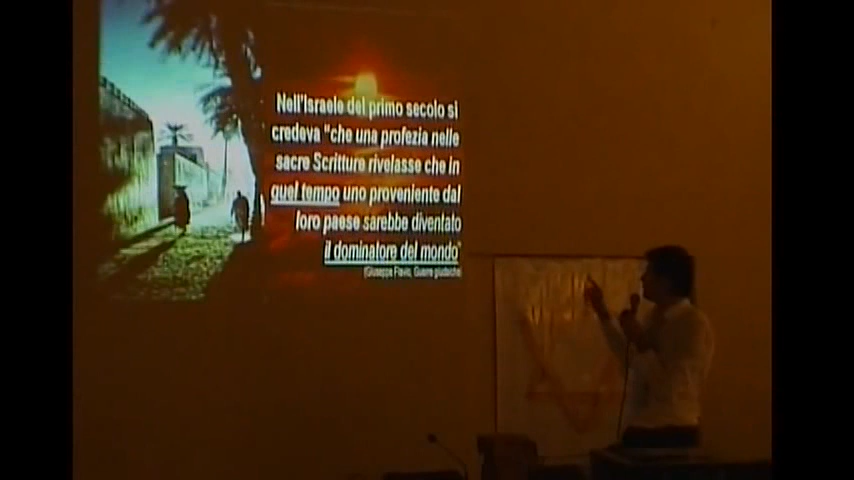 Nell'Israele del primo secolo si
credeva "che una profezia nelle
sacre Scritture rivelasse che in
quel tempo uno proveniente dal
loro paese sarebbe diventato
il dominatore del mondo"
(Giuseppe Flavio, Guerre giudaiche)